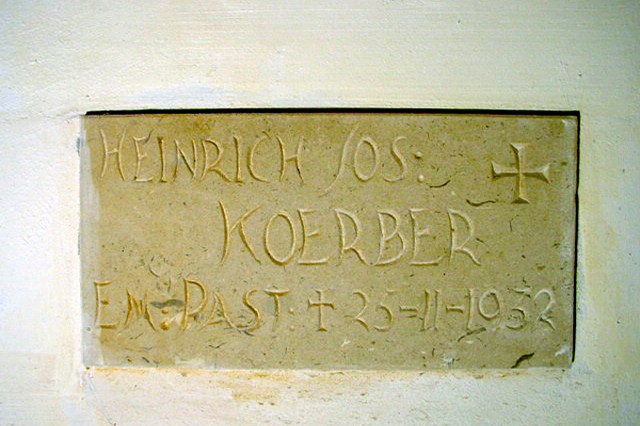 HEINRICH JOS: ✠
KOERBER
EM: PAST: † 25-11-1932